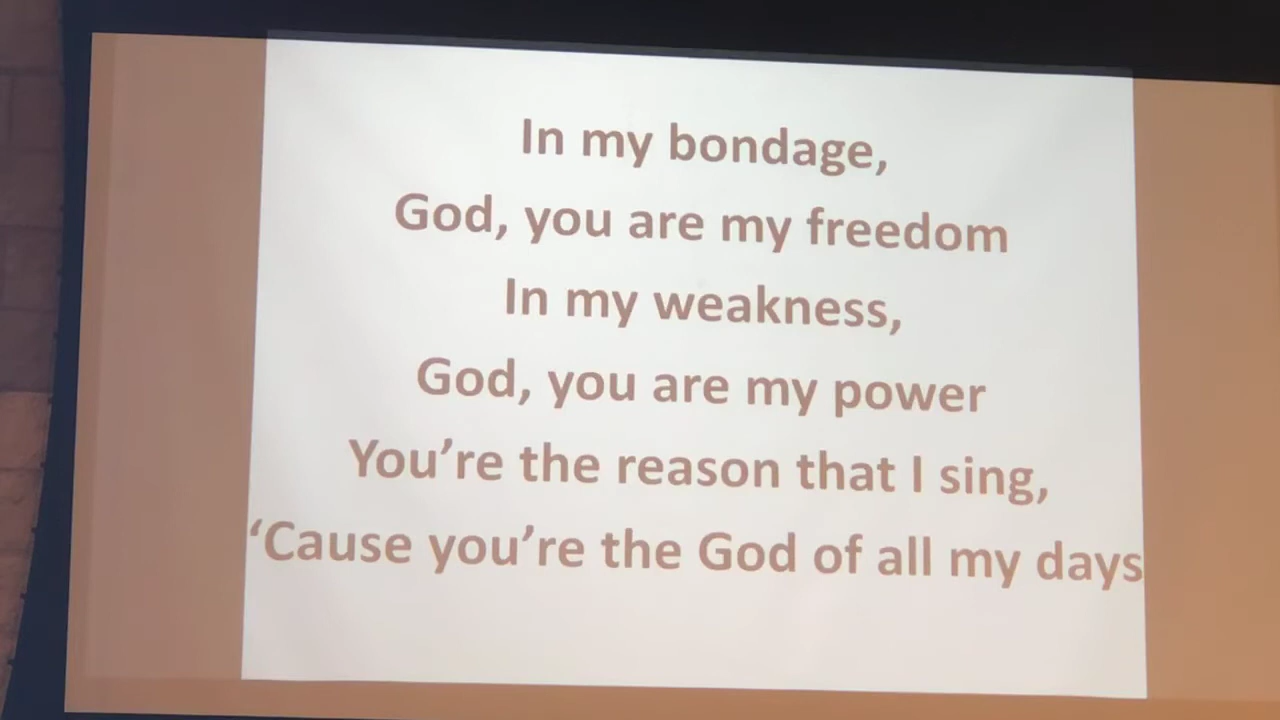 In my bondage,
God, you are my freedom
In my weakness,
God, you are my power
You’re the reason that I sing,
‘Cause you’re the God of all my days